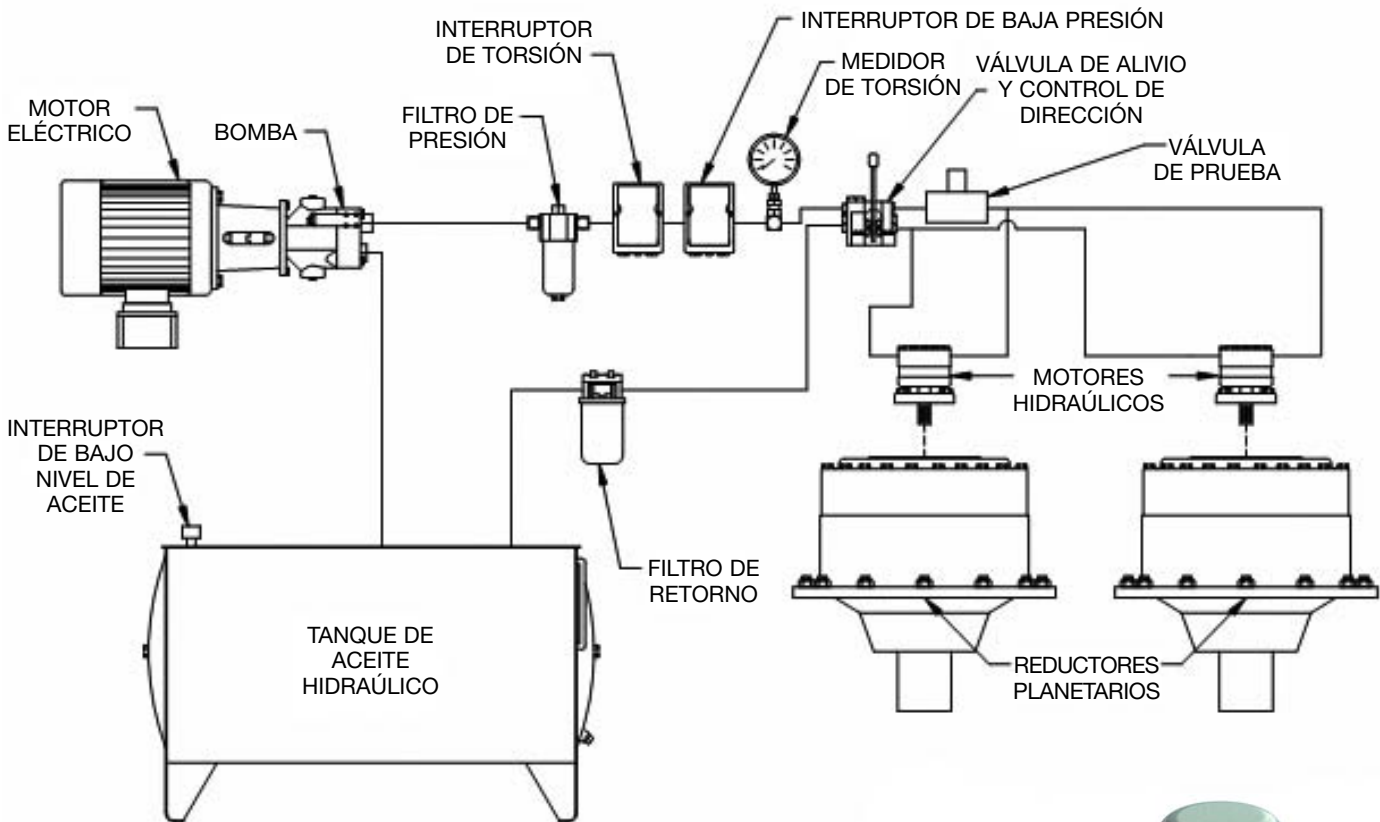 INTERRUPTOR DE BAJA PRESIÓN
INTERRUPTOR
DE TORSIÓN
MEDIDOR
DE TORSIÓN
VÁLVULA DE ALIVIO
Y CONTROL DE
DIRECCIÓN
MOTOR
ELÉCTRICO
BOMBA
FILTRO DE
PRESIÓN
VÁLVULA
DE PRUEBA
MOTORES
HIDRAÚLICOS
INTERRUPTOR
DE BAJO
NIVEL DE
ACEITE
FILTRO DE
RETORNO
TANQUE DE
ACEITE
HIDRAÚLICO
REDUCTORES
PLANETARIOS